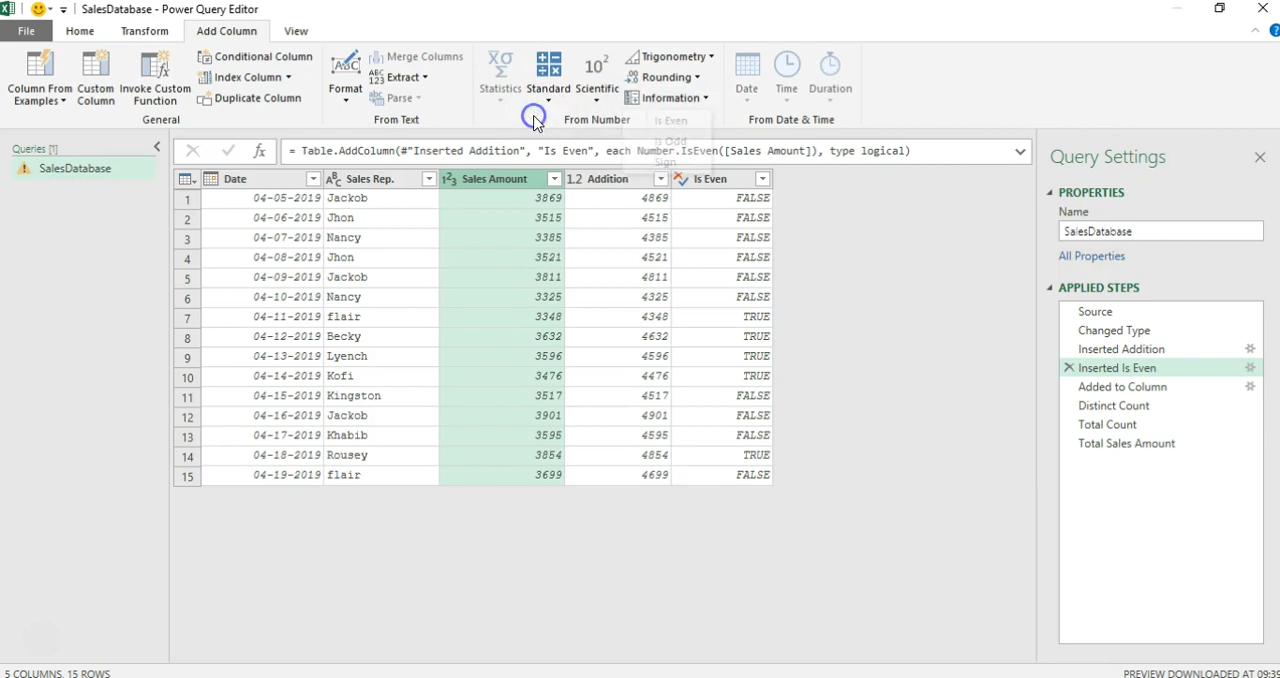 SalesDatabase - Power Query Editor
File Home Transform Add Column View
Column From Examples
Custom Column
Invoke Custom Function
Conditional Column
Index Column
Duplicate Column
General
Format
Merge Columns
Extract
Parse
From Text
Statistics
Standard
Scientific
Trigonometry
Rounding
Information
From Number
Is Even
Is Odd
Sign
Date
Time
Duration
From Date & Time
Queries [1]
SalesDatabase
fx = Table.AddColumn(#"Inserted Addition", "Is Even", each Number.IsEven([Sales Amount]), type logical)
Date Sales Rep. Sales Amount 1.2 Addition Is Even
1 04-05-2019 Jackob 3869 4869 FALSE
2 04-06-2019 Jhon 3515 4515 FALSE
3 04-07-2019 Nancy 3385 4385 FALSE
4 04-08-2019 Jhon 3521 4521 FALSE
5 04-09-2019 Jackob 3811 4811 FALSE
6 04-10-2019 Nancy 3325 4325 FALSE
7 04-11-2019 flair 3348 4348 TRUE
8 04-12-2019 Becky 3632 4632 TRUE
9 04-13-2019 Lyench 3596 4596 TRUE
10 04-14-2019 Kofi 3476 4476 TRUE
11 04-15-2019 Kingston 3517 4517 FALSE
12 04-16-2019 Jackob 3901 4901 FALSE
13 04-17-2019 Khabib 3595 4595 FALSE
14 04-18-2019 Rousey 3854 4854 TRUE
15 04-19-2019 flair 3699 4699 FALSE
Query Settings
PROPERTIES
Name
SalesDatabase
All Properties
APPLIED STEPS
Source
Changed Type
Inserted Addition
Inserted Is Even
Added to Column
Distinct Count
Total Count
Total Sales Amount
5 COLUMNS, 15 ROWS
PREVIEW DOWNLOADED AT 09:39